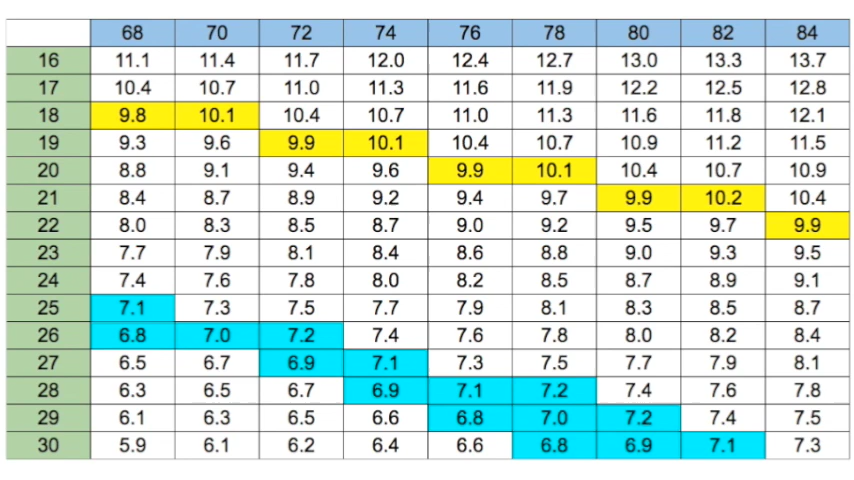 68 70 72 74 76 78 80 82 84
16 11.1 11.4 11.7 12.0 12.4 12.7 13.0 13.3 13.7
17 10.4 10.7 11.0 11.3 11.6 11.9 12.2 12.5 12.8
18 9.8 10.1 10.4 10.7 11.0 11.3 11.6 11.8 12.1
19 9.3 9.6 9.9 10.1 10.4 10.7 10.9 11.2 11.5
20 8.8 9.1 9.4 9.6 9.9 10.1 10.4 10.7 10.9
21 8.4 8.7 8.9 9.2 9.4 9.7 9.9 10.2 10.4
22 8.0 8.3 8.5 8.7 9.0 9.2 9.5 9.7 9.9
23 7.7 7.9 8.1 8.4 8.6 8.8 9.0 9.3 9.5
24 7.4 7.6 7.8 8.0 8.2 8.5 8.7 8.9 9.1
25 7.1 7.3 7.5 7.7 7.9 8.1 8.3 8.5 8.7
26 6.8 7.0 7.2 7.4 7.6 7.8 8.0 8.2 8.4
27 6.5 6.7 6.9 7.1 7.3 7.5 7.7 7.9 8.1
28 6.3 6.5 6.7 6.9 7.1 7.2 7.4 7.6 7.8
29 6.1 6.3 6.5 6.6 6.8 7.0 7.2 7.4 7.5
30 5.9 6.1 6.2 6.4 6.6 6.8 6.9 7.1 7.3